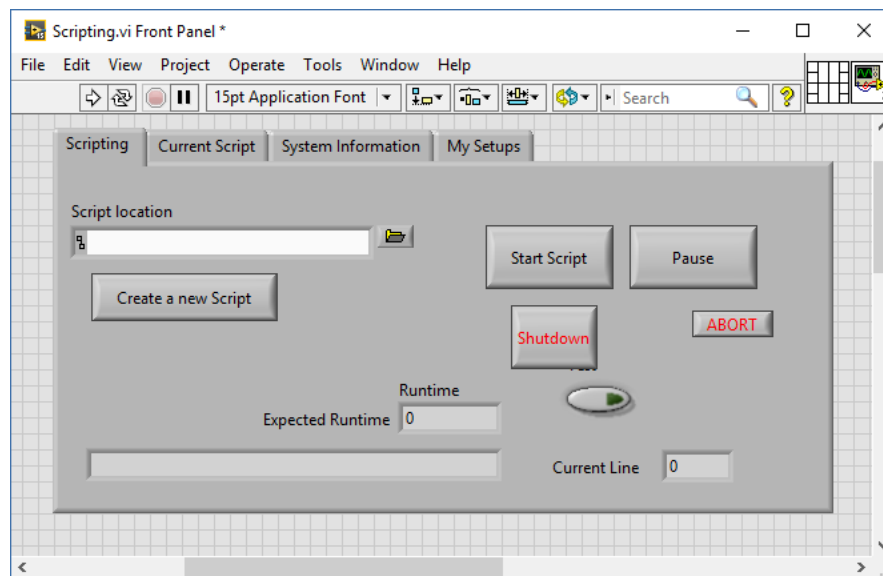 Scripting.vi Front Panel *
File Edit View Project Operate Tools Window Help
15pt Application Font Search ?
Scripting Current Script System Information My Setups
Script location
Start Script Pause
Create a new Script
Shutdown ABORT
Runtime
Expected Runtime 0
Current Line 0